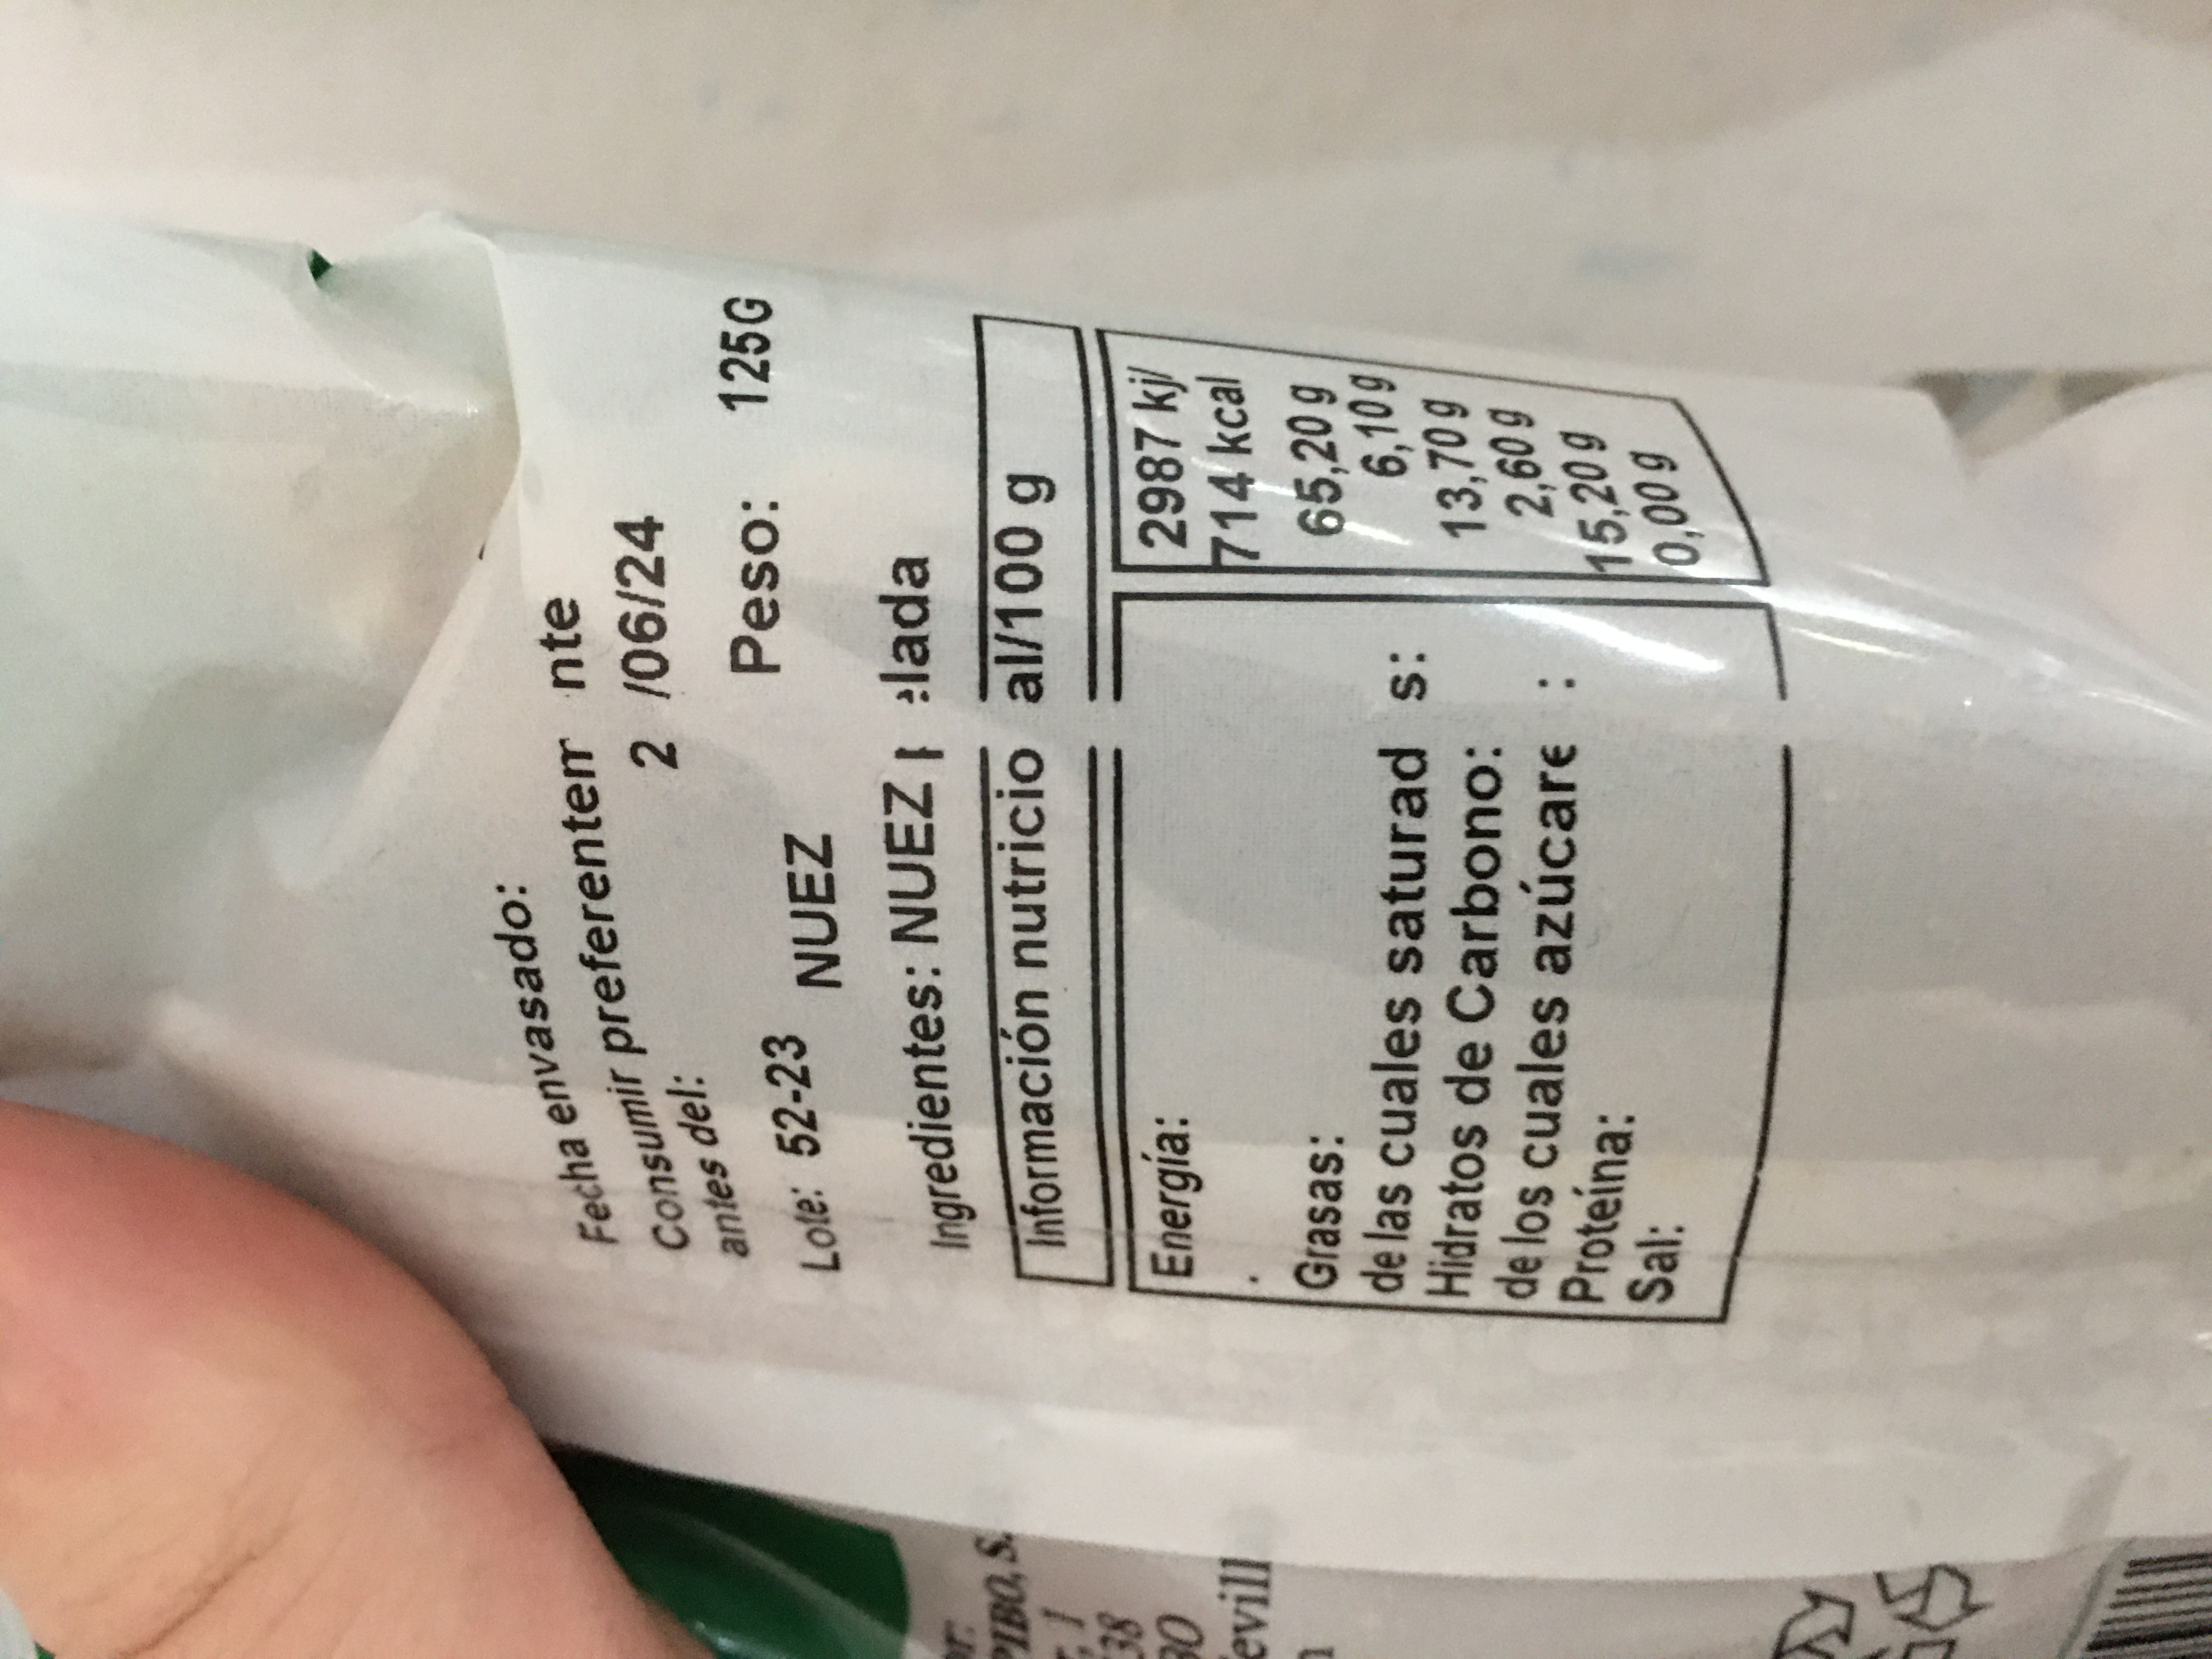 Fecha envasado:
Consumir preferentem nte
antes del: 2 /06/24
Peso: 125G
Lote: 52-23 NUEZ
Ingredientes: NUEZ
Información nutricio al/100 g
Energía: 2987 kj/
714 kcal
Grasas: 65,20 g
de las cuales saturad s: 6,10 g
Hidratos de Carbono: 13,70 g
de los cuales azúcare : 2,60 g
Proteína: 15,20 g
Sal: 0,00 g